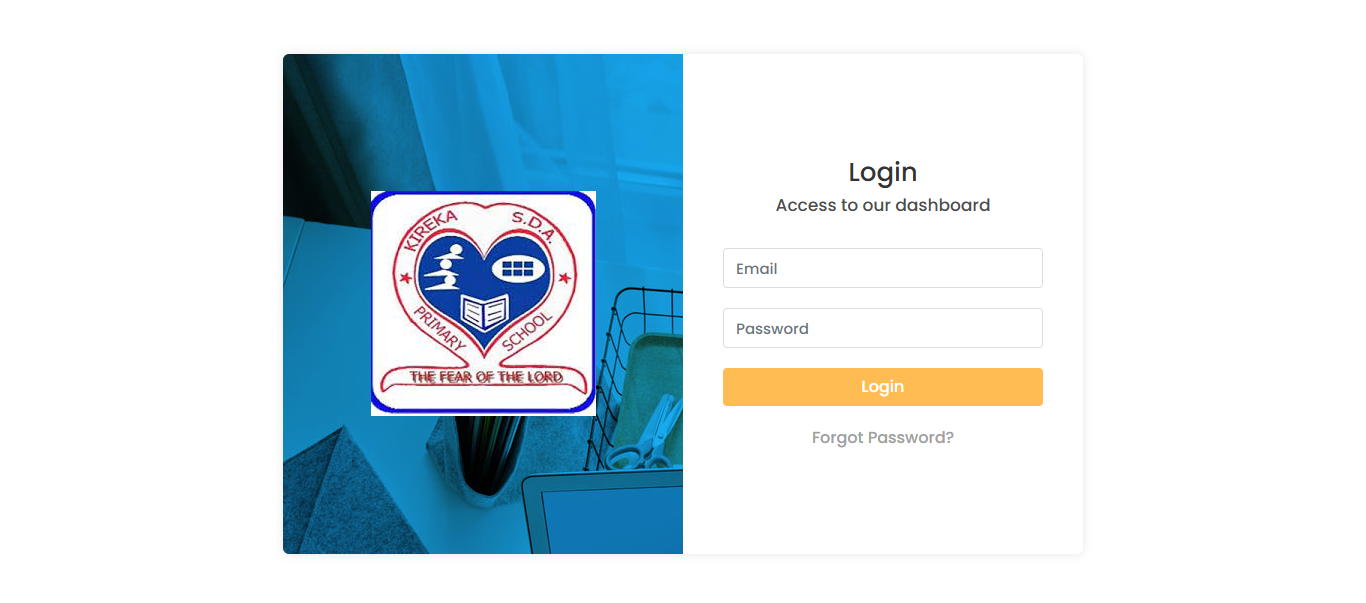 KIREKA S.D.A.
PRIMARY SCHOOL
THE FEAR OF THE LORD
Login
Access to our dashboard
Email
Password
Login
Forgot Password?